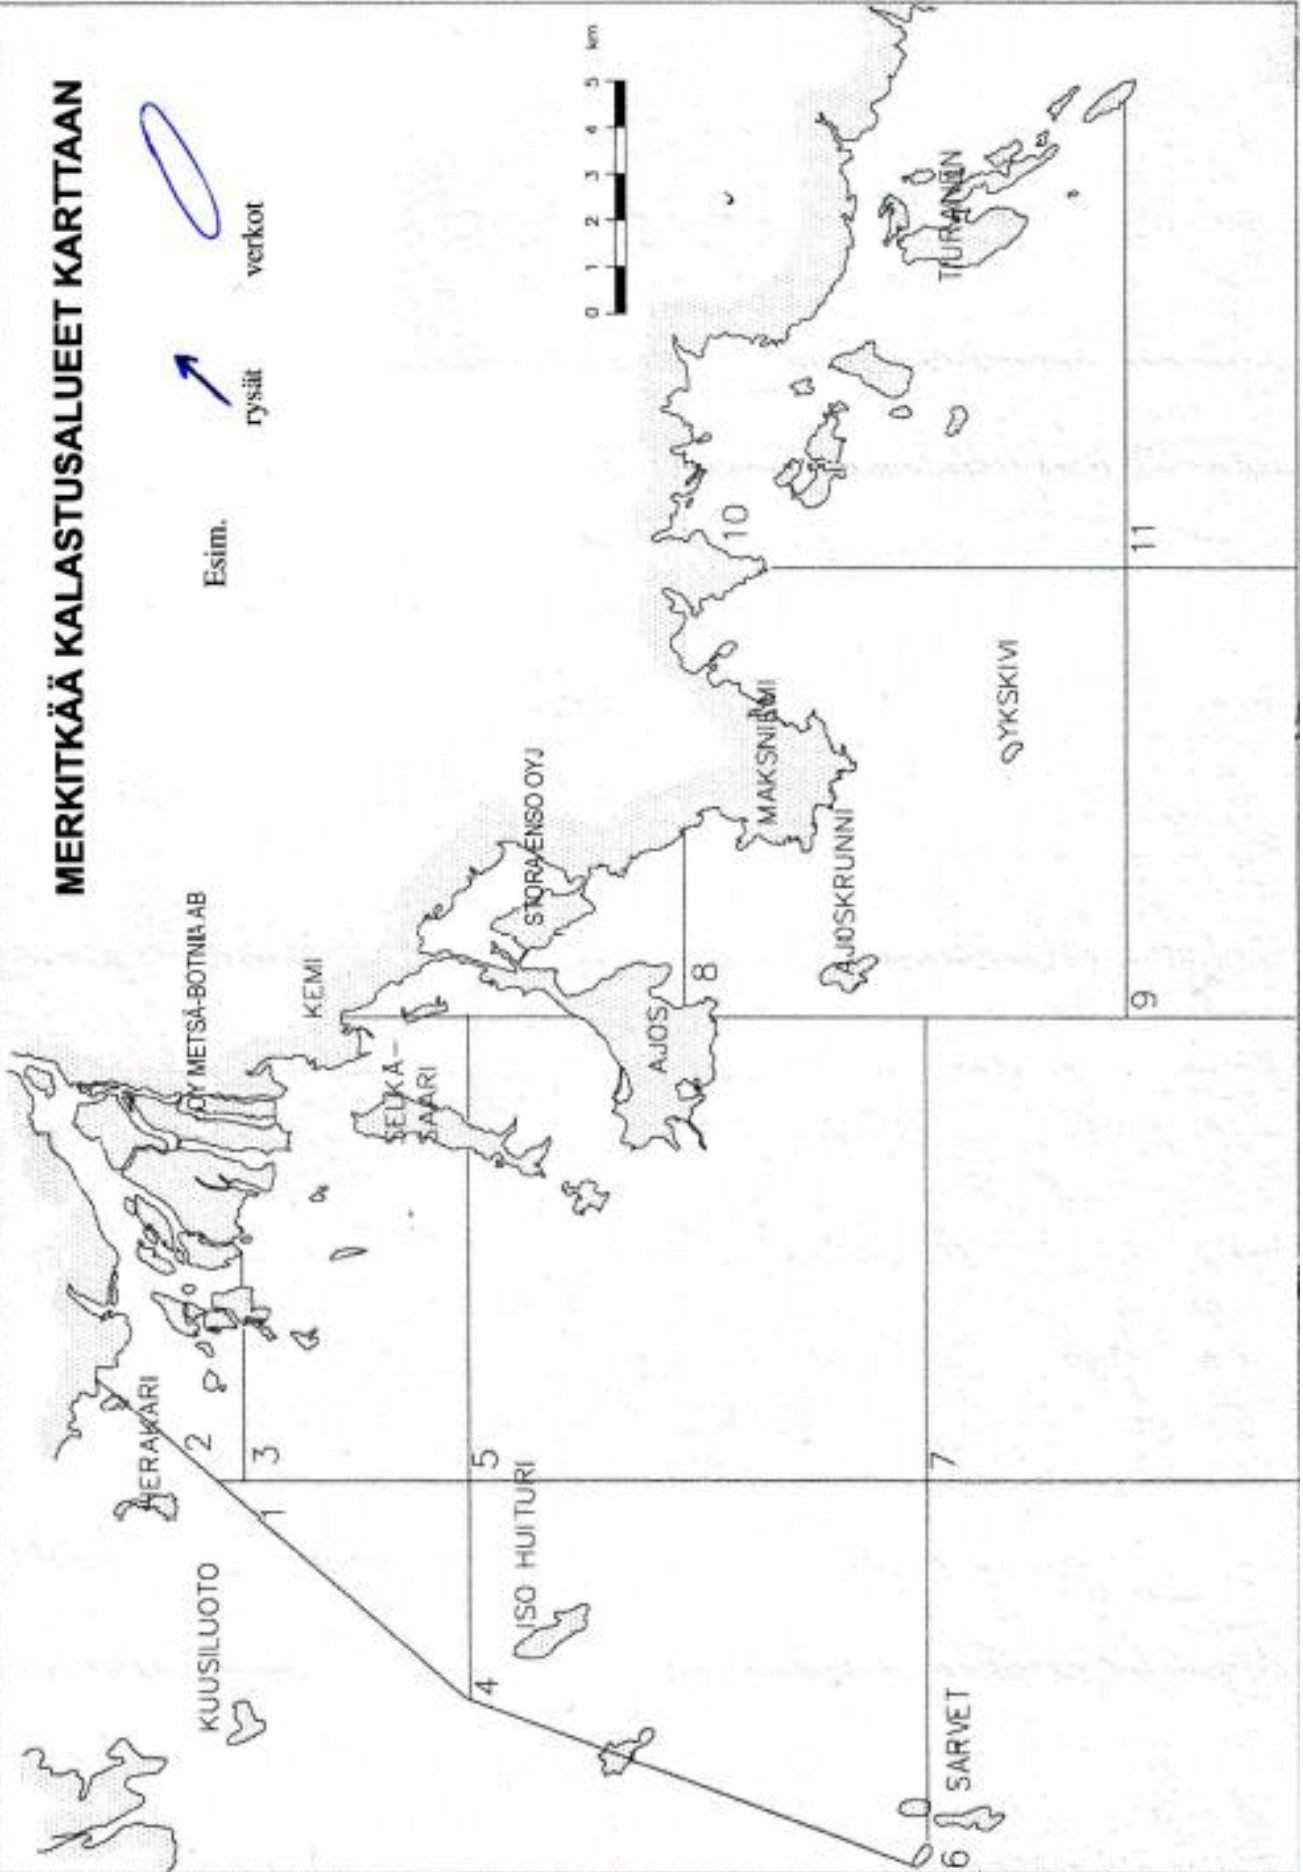 MERKITKÄÄ KALASTUSALUEET KARTTAAN
Esim.
rysät
verkot
0 1 2 3 4 5 km
OY METSÄ-BOTNIA AB
KEMI
STORA ENSO OYJ
HERAKARI
KUUSILUOTO
SELKÄ-
SAARI
AJOS
MAKSNIEMI
AJOSKRUNNI
YKSKIVI
TIURANEN
ISO HUITURI
SARVET
1
2
3
4
5
6
7
8
9
10
11